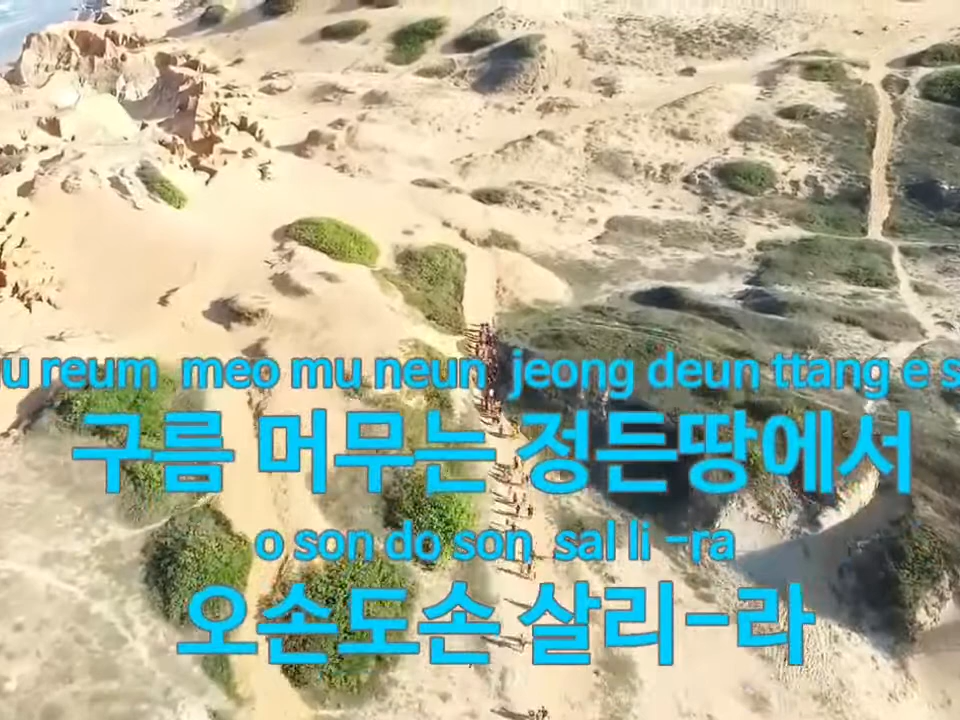 u reum meo mu neun jeong deun ttang e s
구름 머무는 정든땅에서
o son do son sal li -ra
오손도손 살리-라